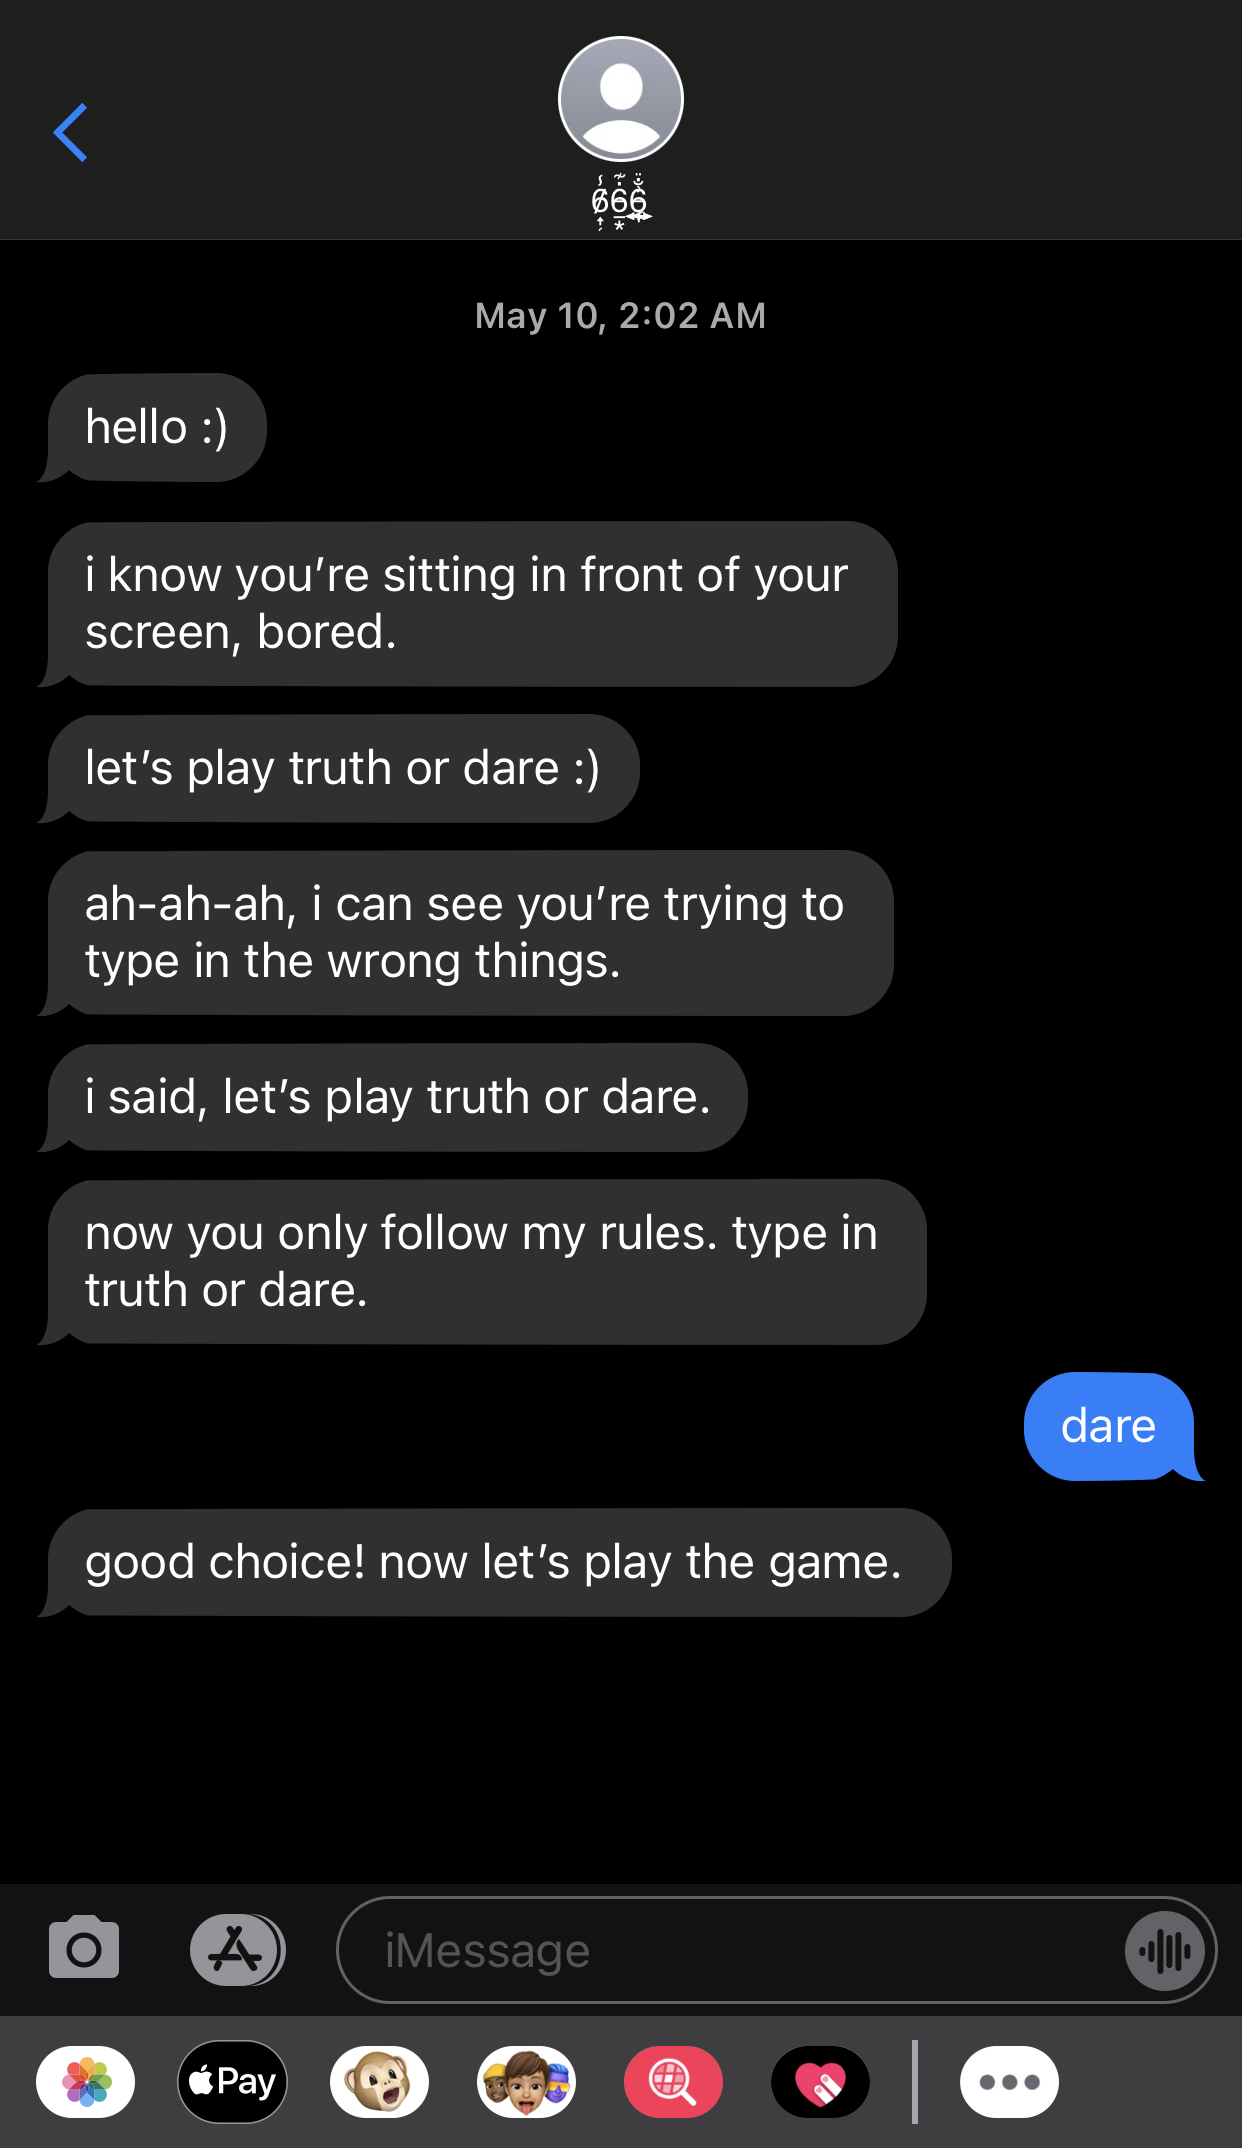 666
May 10, 2:02 AM
hello :)
i know you’re sitting in front of your
screen, bored.
let’s play truth or dare :)
ah-ah-ah, i can see you’re trying to
type in the wrong things.
i said, let’s play truth or dare.
now you only follow my rules. type in
truth or dare.
dare
good choice! now let’s play the game.
iMessage
Pay